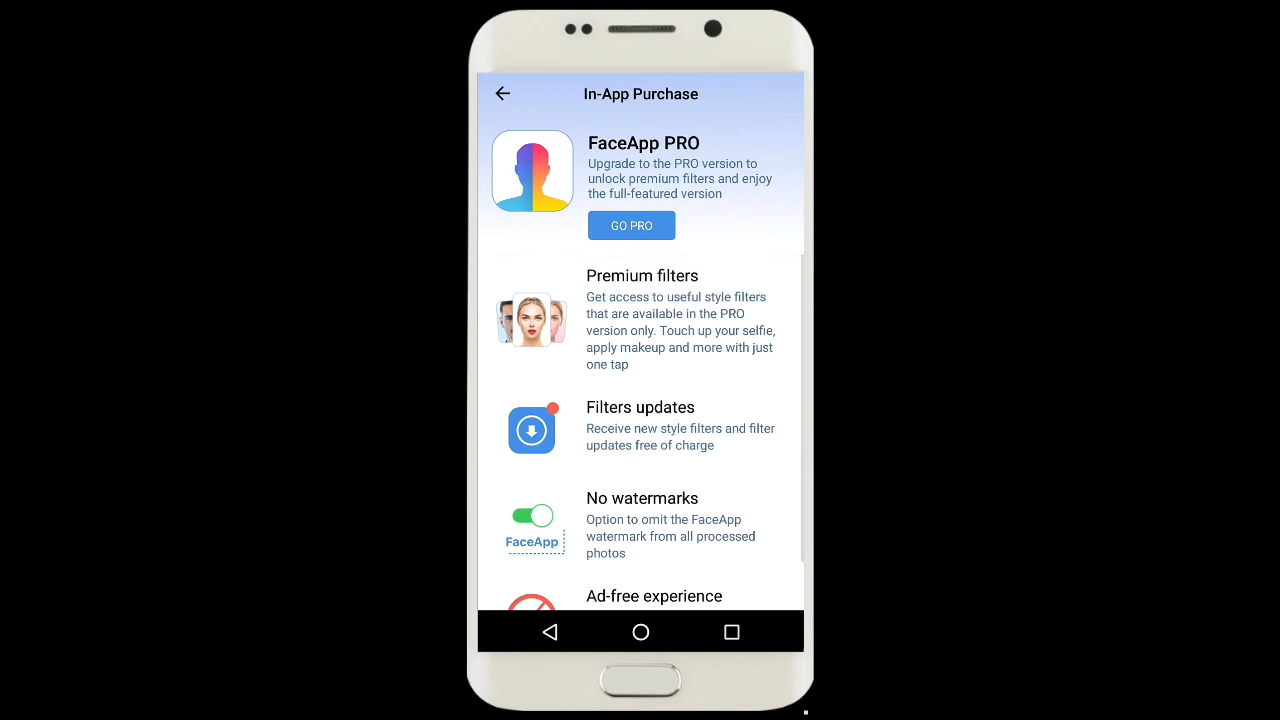 In-App Purchase
FaceApp PRO
Upgrade to the PRO version to
unlock premium filters and enjoy
the full-featured version
GO PRO
Premium filters
Get access to useful style filters
that are available in the PRO
version only. Touch up your selfie,
apply makeup and more with just
one tap
Filters updates
Receive new style filters and filter
updates free of charge
No watermarks
Option to omit the FaceApp
watermark from all processed
photos
FaceApp
Ad-free experience